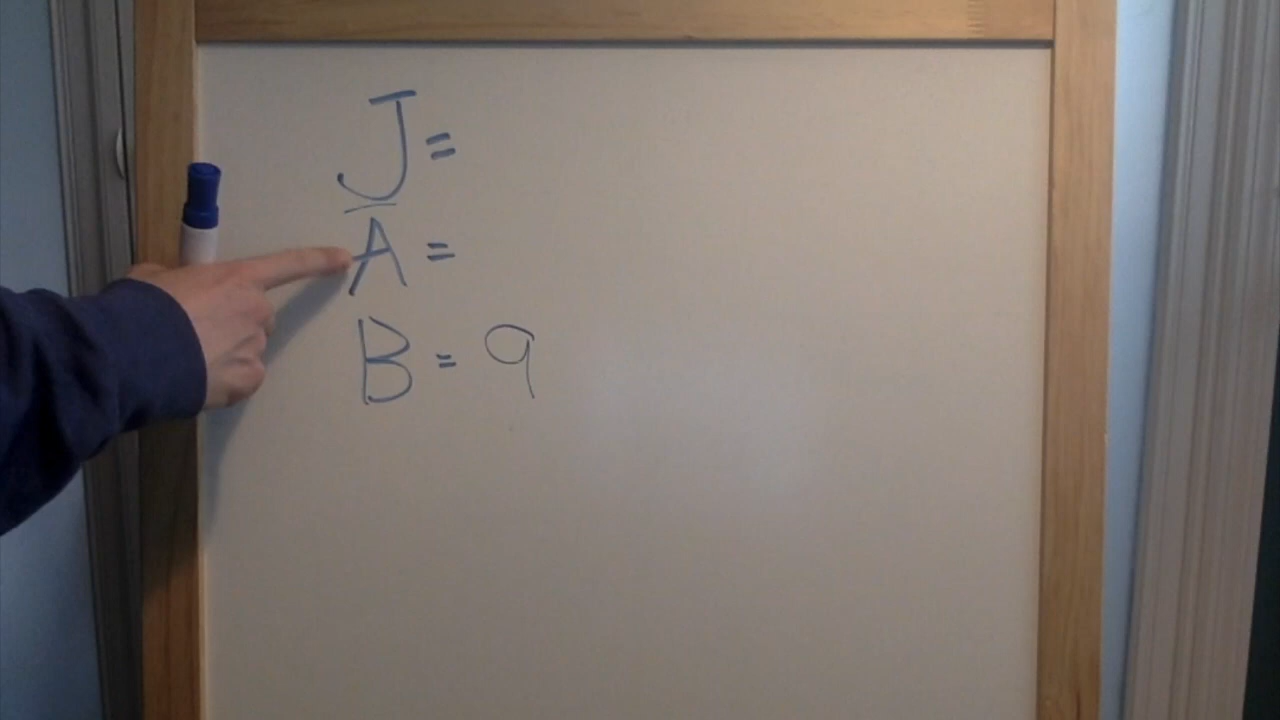 J =
A =
B = 9